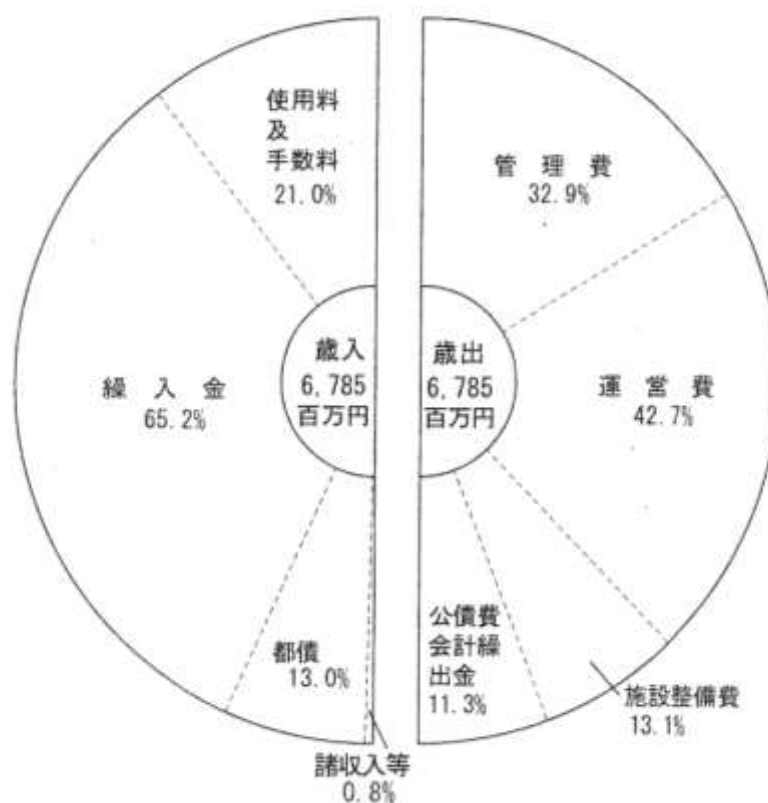 使用料
及
手数料
21.0%
繰入金
65.2%
都債
13.0%
諸収入等
0.8%
歳入
6,785
百万円
歳出
6,785
百万円
管理費
32.9%
運営費
42.7%
施設整備費
13.1%
公債費
会計繰
出金
11.3%